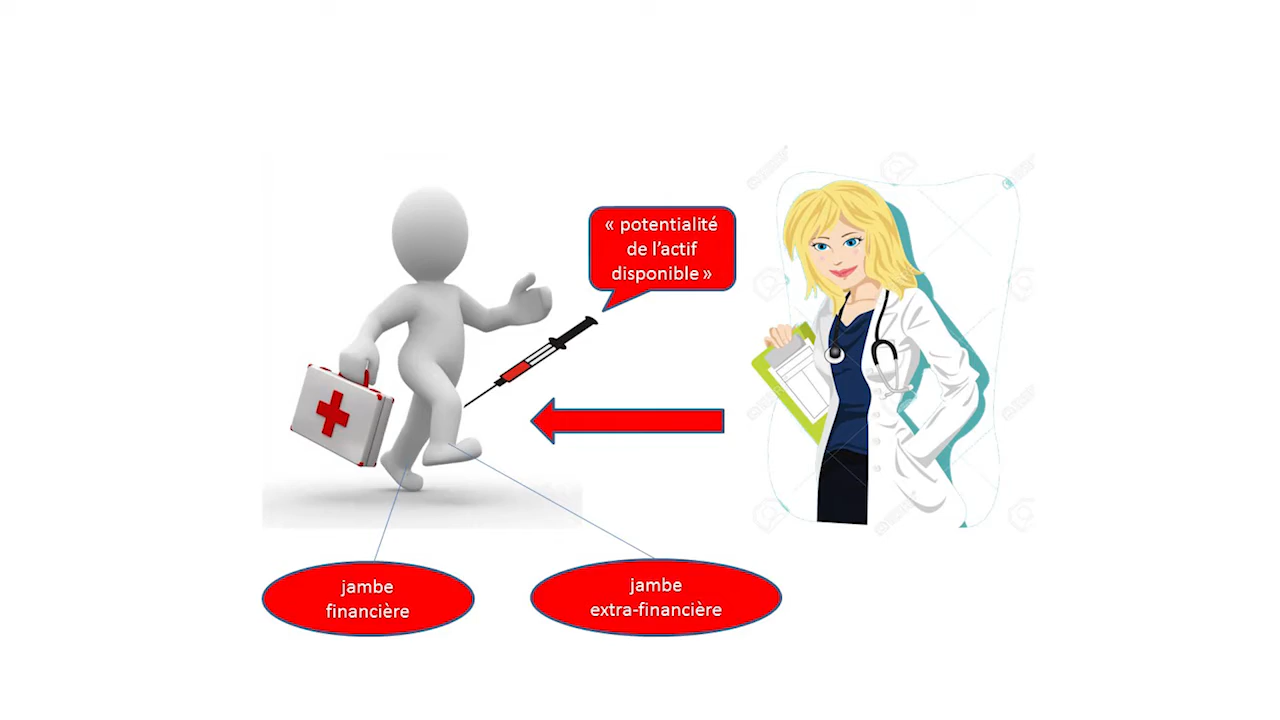 « potentialité
de l’actif
disponible »
jambe
financière
jambe
extra-financière